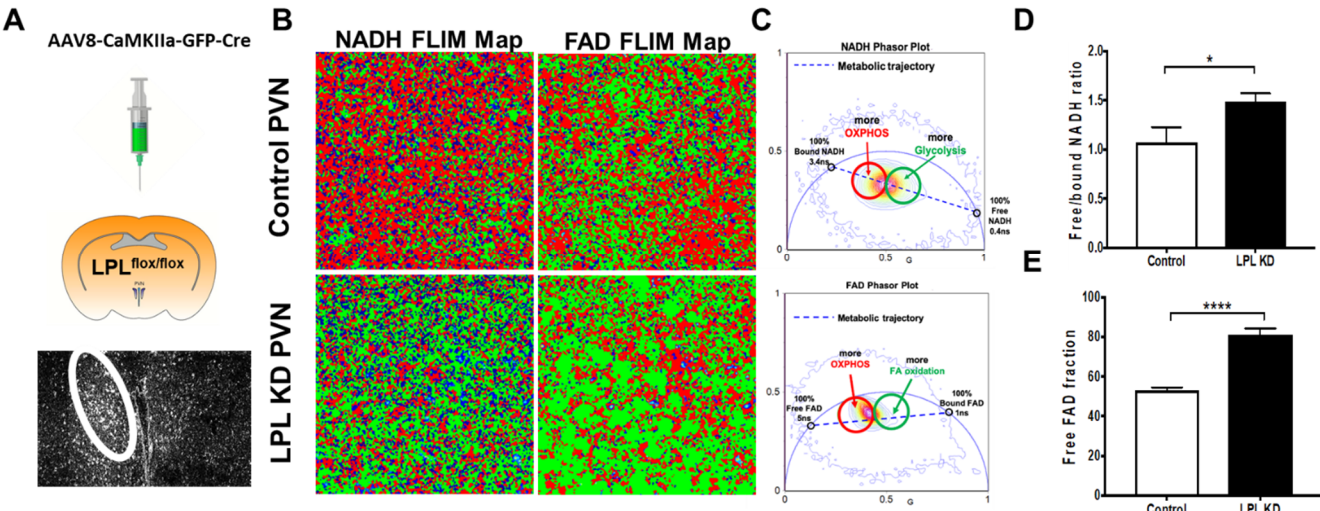 A
AAV8-CaMKIIa-GFP-Cre
LPLflox/flox
PVN
B
NADH FLIM Map
FAD FLIM Map
Control PVN
LPL KD PVN
C
NADH Phasor Plot
Metabolic trajectory
more
OXPHOS
more
Glycolysis
100%
Bound NADH
3.4ns
100%
Free
NADH
0.4ns
1
0.5
0
0
0.5
1
G
FAD Phasor Plot
Metabolic trajectory
more
OXPHOS
more
FA oxidation
100%
Free FAD
5ns
100%
Bound FAD
1ns
1
0.5
0
0
0.5
1
G
D
Free/bound NADH ratio
2.0
1.5
1.0
0.5
0.0
*
Control
LPL KD
E
Free FAD fraction
100
80
60
40
20
0
****
Control
LPL KD